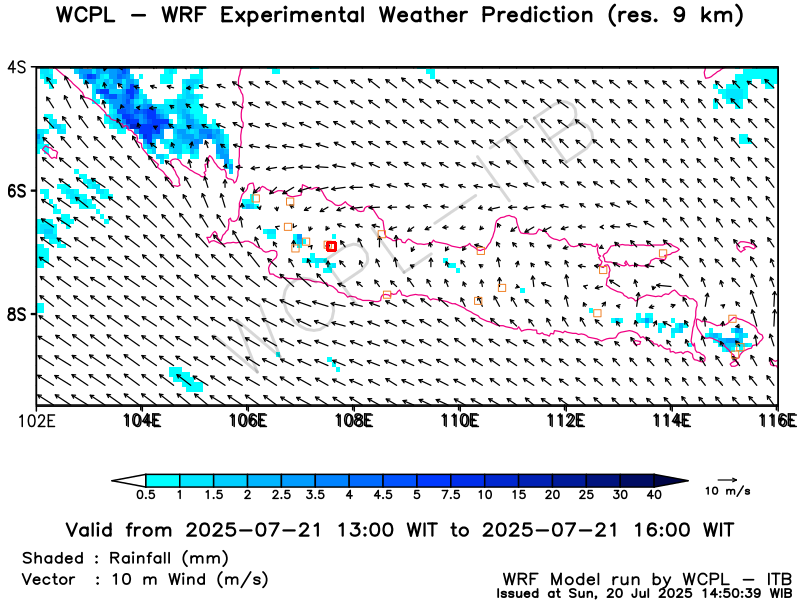 WCPL – WRF Experimental Weather Prediction (res. 9 km)
4S
6S
8S
WCPL–ITB
102E 104E 106E 108E 110E 112E 114E 116E
0.5 1 1.5 2 2.5 3.5 4 4.5 5 7.5 10 15 20 25 30 40
10 m/s
Valid from 2025-07-21 13:00 WIT to 2025-07-21 16:00 WIT
Shaded : Rainfall (mm)
Vector : 10 m Wind (m/s)
WRF Model run by WCPL – ITB
Issued at Sun, 20 Jul 2025 14:50:39 WIB